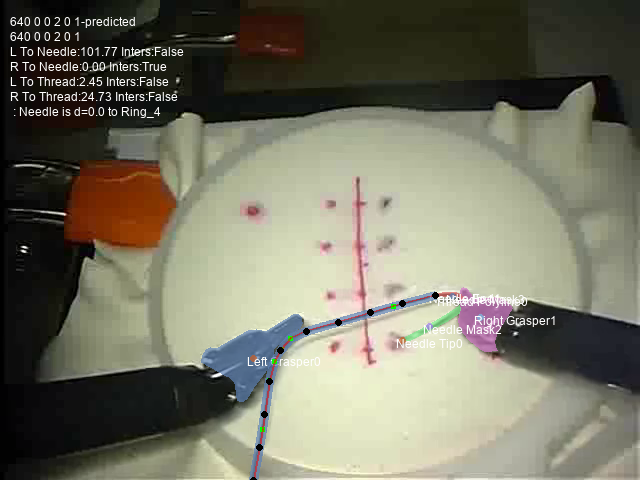 640 0 0 2 0 1-predicted
640 0 0 2 0 1
L To Needle:101.77 Inters:False
R To Needle:0.00 Inters:True
L To Thread:2.45 Inters:False
R To Thread:24.73 Inters:False
: Needle is d=0.0 to Ring_4
Right Grasper1
Needle Mask2
Needle Tip0
Left Grasper0